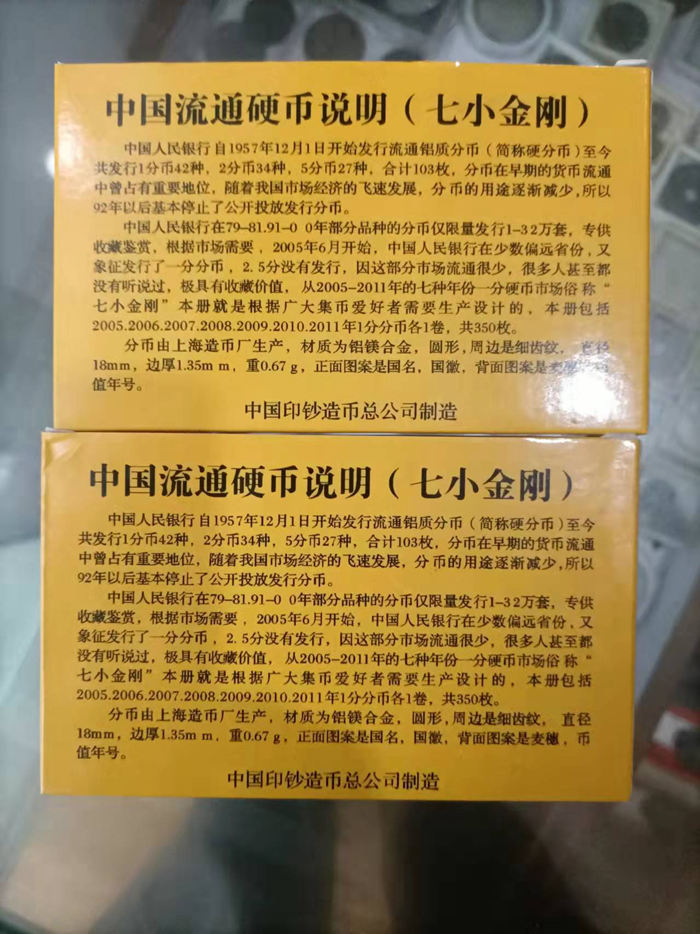 中国流通硬币说明（七小金刚）
中国人民银行自1957年12月1日开始发行流通铝质分币（简称硬分币）至今
共发行1分币42种，2分币34种，5分币27种，合计103枚，分币在早期的货币流通
中曾占有重要地位，随着我国市场经济的飞速发展，分币的用途逐渐减少，所以
92年以后基本停止了公开投放发行分币。
中国人民银行在79-81.91-0 0年部分品种的分币仅限量发行1-32万套，专供
收藏鉴赏，根据市场需要，2005年6月开始，中国人民银行在少数偏远省份，又
象征发行了一分分币，2.5分没有发行，因这部分市场流通很少，很多人甚至都
没有听说过，极具有收藏价值，从2005-2011年的七种年份一分硬币市场俗称“
七小金刚”本册就是根据广大集币爱好者需要生产设计的，本册包括
2005.2006.2007.2008.2009.2010.2011年1分分币各1卷，共350枚。
分币由上海造币厂生产，材质为铝镁合金，圆形，周边是细齿纹，直径
18mm，边厚1.35m m，重0.67 g，正面图案是国名，国徽，背面图案是麦
值年号。
中国印钞造币总公司制造
中国流通硬币说明（七小金刚）
中国人民银行自1957年12月1日开始发行流通铝质分币（简称硬分币）至今
共发行1分币42种，2分币34种，5分币27种，合计103枚，分币在早期的货币流通
中曾占有重要地位，随着我国市场经济的飞速发展，分币的用途逐渐减少，所以
92年以后基本停止了公开投放发行分币。
中国人民银行在79-81.91-0 0年部分品种的分币仅限量发行1-32万套，专供
收藏鉴赏，根据市场需要，2005年6月开始，中国人民银行在少数偏远省份，又
象征发行了一分分币，2.5分没有发行，因这部分市场流通很少，很多人甚至都
没有听说过，极具有收藏价值，从2005-2011年的七种年份一分硬币市场俗称“
七小金刚”本册就是根据广大集币爱好者需要生产设计的，本册包括
2005.2006.2007.2008.2009.2010.2011年1分分币各1卷，共350枚。
分币由上海造币厂生产，材质为铝镁合金，圆形，周边是细齿纹，直径
18mm，边厚1.35m m，重0.67 g，正面图案是国名，国徽，背面图案是麦穗，币
值年号。
中国印钞造币总公司制造